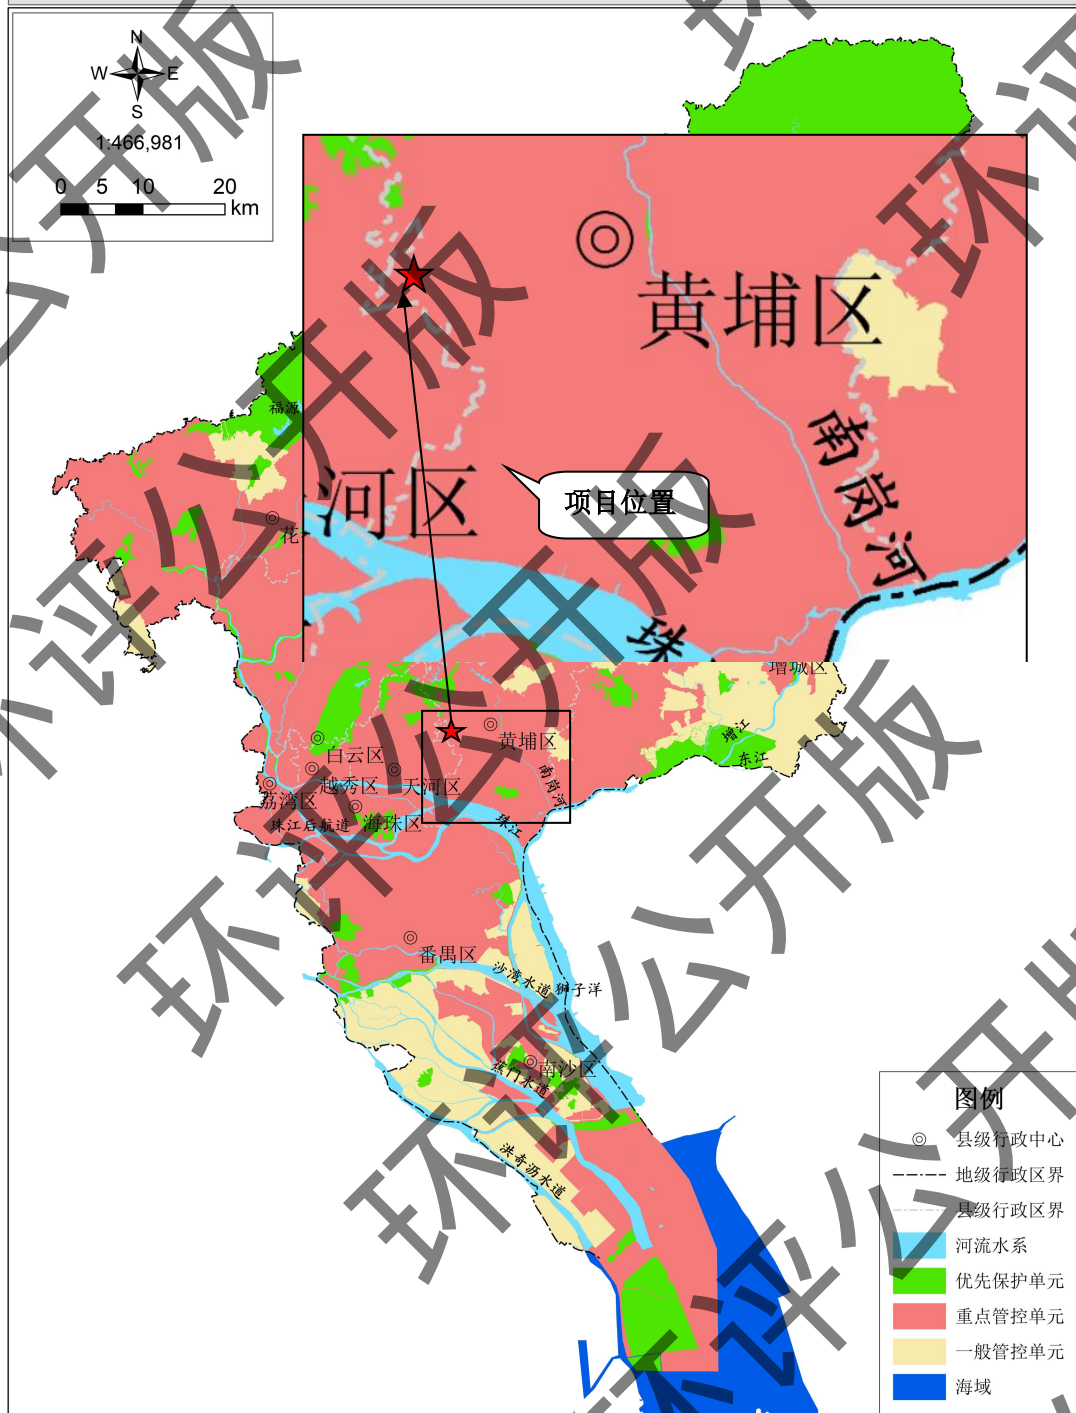 N
W E
S
1:466,981
0 5 10 20
km
黄埔区
南岗河
河区
项目位置
珠
福源
花
增城区
增江
东江
白云区
黄埔区
越秀区
天河区
荔湾区
南岗河
珠江后航道
海珠区
珠江
番禺区
沙湾水道
狮子洋
南沙区
蕉门水道
洪奇沥水道
图例
县级行政中心
地级行政区界
县级行政区界
河流水系
优先保护单元
重点管控单元
一般管控单元
海域
环评公开版
环评公开版
环评公开版
环评公开版